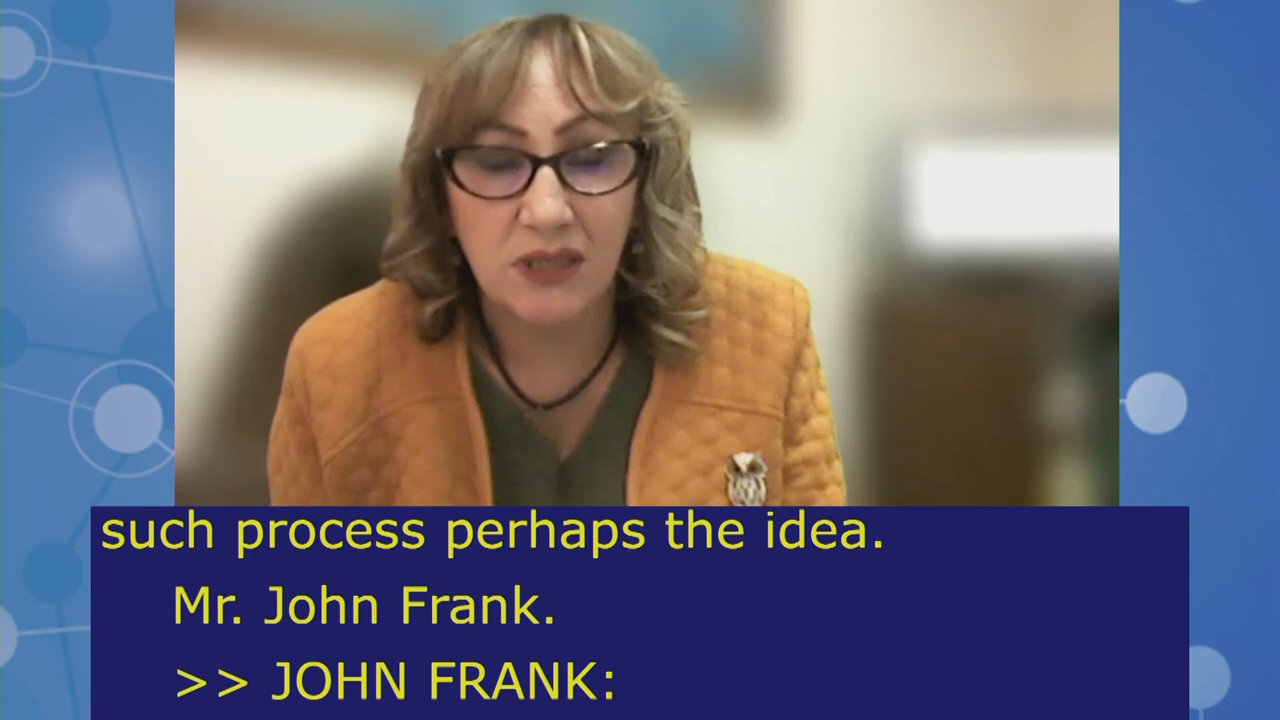 such process perhaps the idea.
Mr. John Frank.
>> JOHN FRANK: